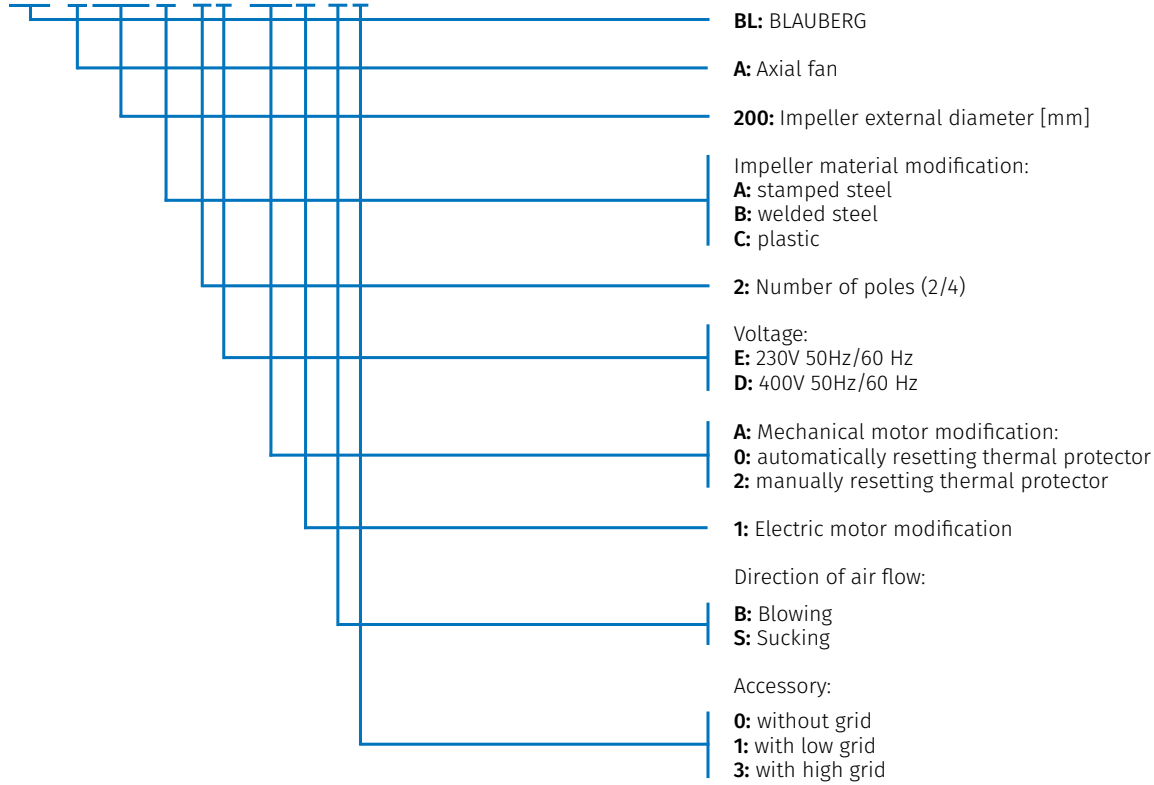 BL: BLAUBERG
A: Axial fan
200: Impeller external diameter [mm]
Impeller material modification:
A: stamped steel
B: welded steel
C: plastic
2: Number of poles (2/4)
Voltage:
E: 230V 50Hz/60 Hz
D: 400V 50Hz/60 Hz
A: Mechanical motor modification:
0: automatically resetting thermal protector
2: manually resetting thermal protector
1: Electric motor modification
Direction of air flow:
B: Blowing
S: Sucking
Accessory:
0: without grid
1: with low grid
3: with high grid